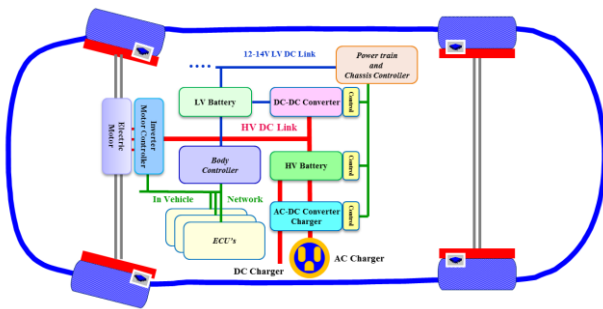 12-14V LV DC Link
Power train
and
Chassis Controller
LV Battery
DC-DC Converter
Control
HV DC Link
Electric
Motor
Inverter
Motor Controller
Body
Controller
HV Battery
Control
In Vehicle
Network
AC-DC Converter
Charger
Control
ECU's
DC Charger
AC Charger